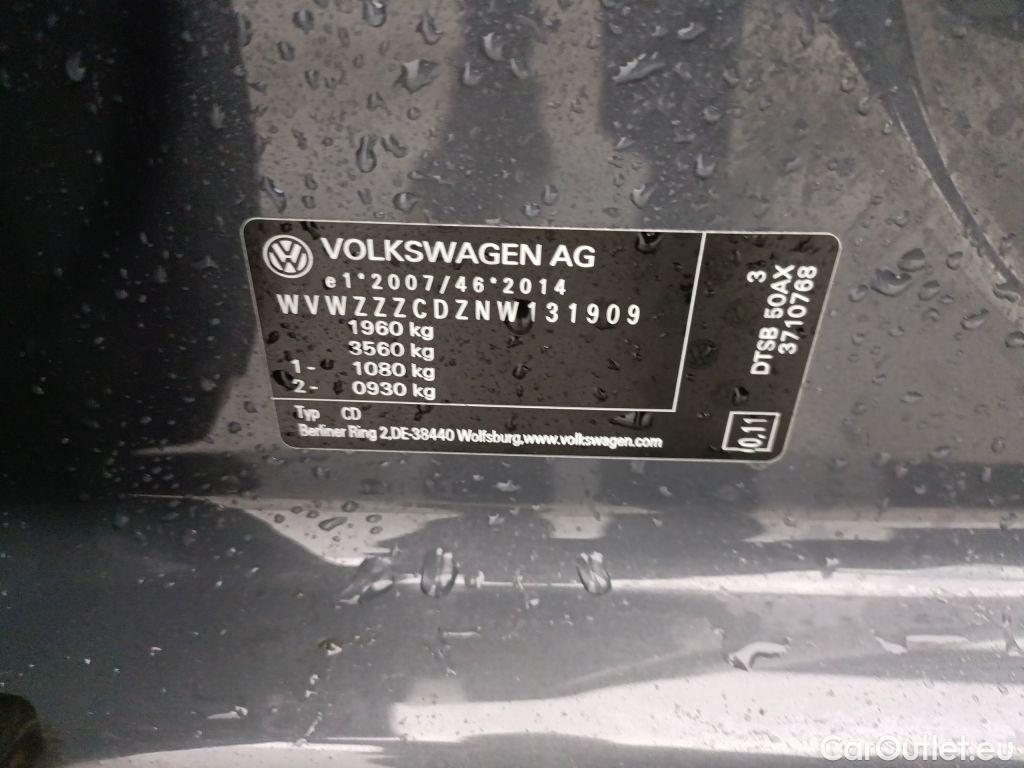 VOLKSWAGEN AG
e1*2007/46*2014
WVWZZZCDZNW131909
1960 kg
3560 kg
1- 1080 kg
2- 0930 kg
Typ CD
Berliner Ring 2,DE-38440 Wolfsburg,www.volkswagen.com
3
DTSB 50AX
3710768
0,11
CarOutlet.eu